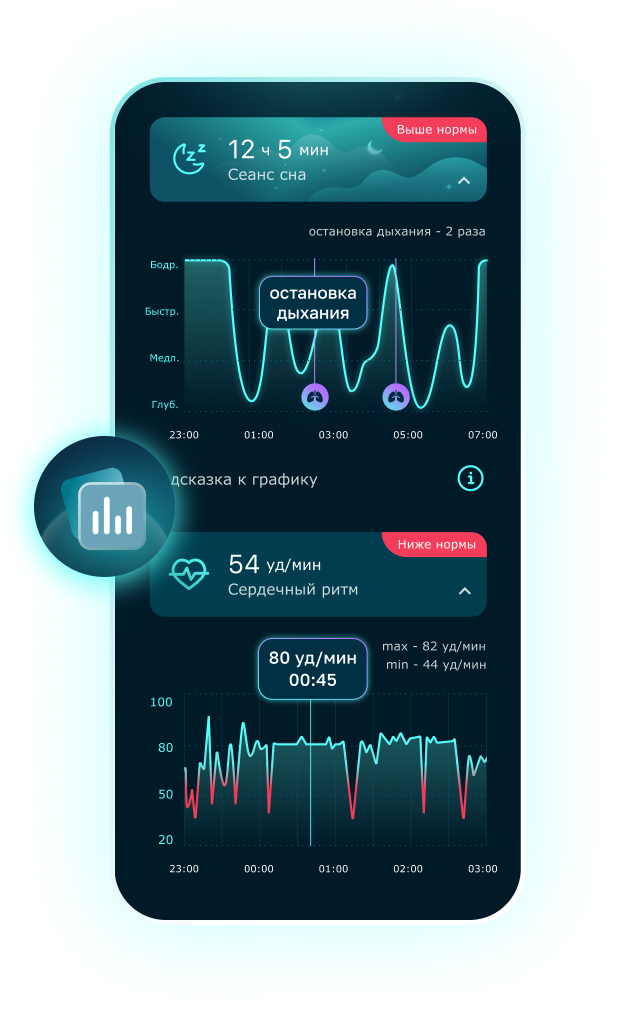 Выше нормы
12 ч 5 мин
Сеанс сна
остановка дыхания - 2 раза
Бодр.
остановка
дыхания
Быстр.
Медл.
Глуб.
23:00 01:00 03:00 05:00 07:00
дсказка к графику
Ниже нормы
54 уд/мин
Сердечный ритм
80 уд/мин
00:45
max - 82 уд/мин
min - 44 уд/мин
100
80
50
20
23:00 00:00 01:00 02:00 03:00